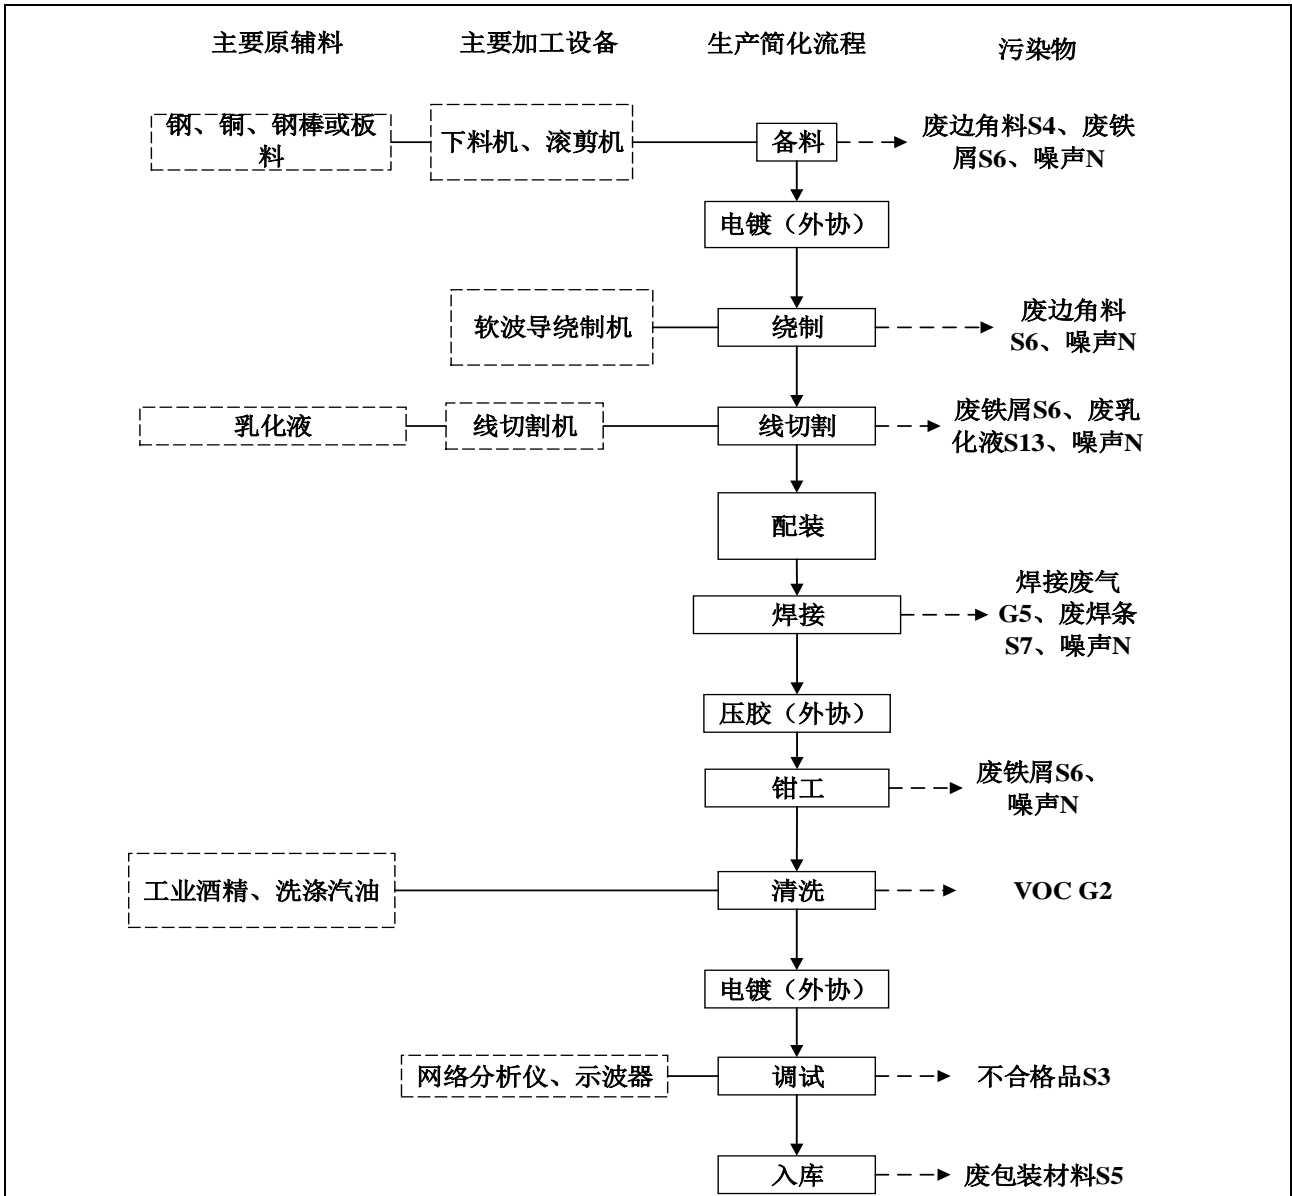 主要原辅料
主要加工设备
生产简化流程
污染物
钢、铜、钢棒或板
料
下料机、滚剪机
备料
废边角料S4、废铁
屑S6、噪声N
电镀（外协）
软波导绕制机
绕制
废边角料
S6、噪声N
乳化液
线切割机
线切割
废铁屑S6、废乳
化液S13、噪声N
配装
焊接
焊接废气
G5、废焊条
S7、噪声N
压胶（外协）
钳工
废铁屑S6、
噪声N
工业酒精、洗涤汽油
清洗
VOC G2
电镀（外协）
网络分析仪、示波器
调试
不合格品S3
入库
废包装材料S5